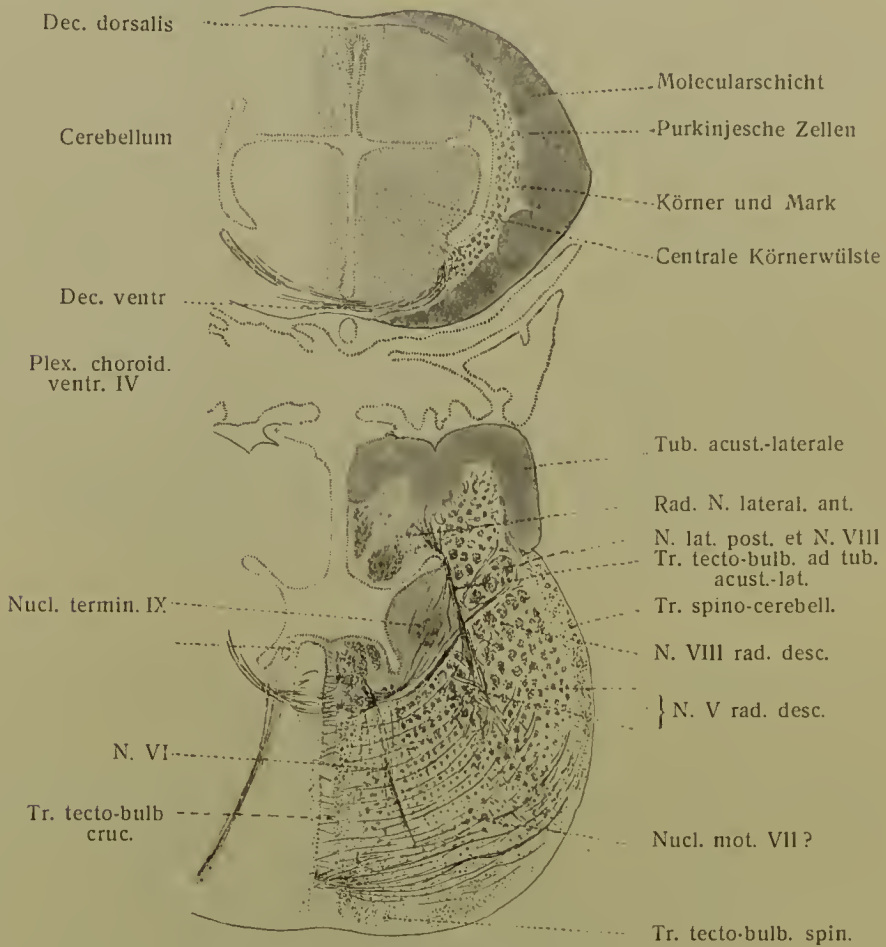 Dec. dorsalis
Cerebellum
Dec. ventr
Plex. choroid.
ventr. IV
Nucl. termin. IX
N. VI
Tr. tecto-bulb
cruc.
Molecularschicht
Purkinjesche Zellen
Körner und Mark
Centrale Körnerwülste
Tub. acust.-laterale
Rad. N. lateral. ant.
N. lat. post. et N. VIII
Tr. tecto-bulb. ad tub.
acust.-lat.
Tr. spino-cerebell.
N. VIII rad. desc.
} N. V rad. desc.
Nucl. mot. VII ?
Tr. tecto-bulb. spin.